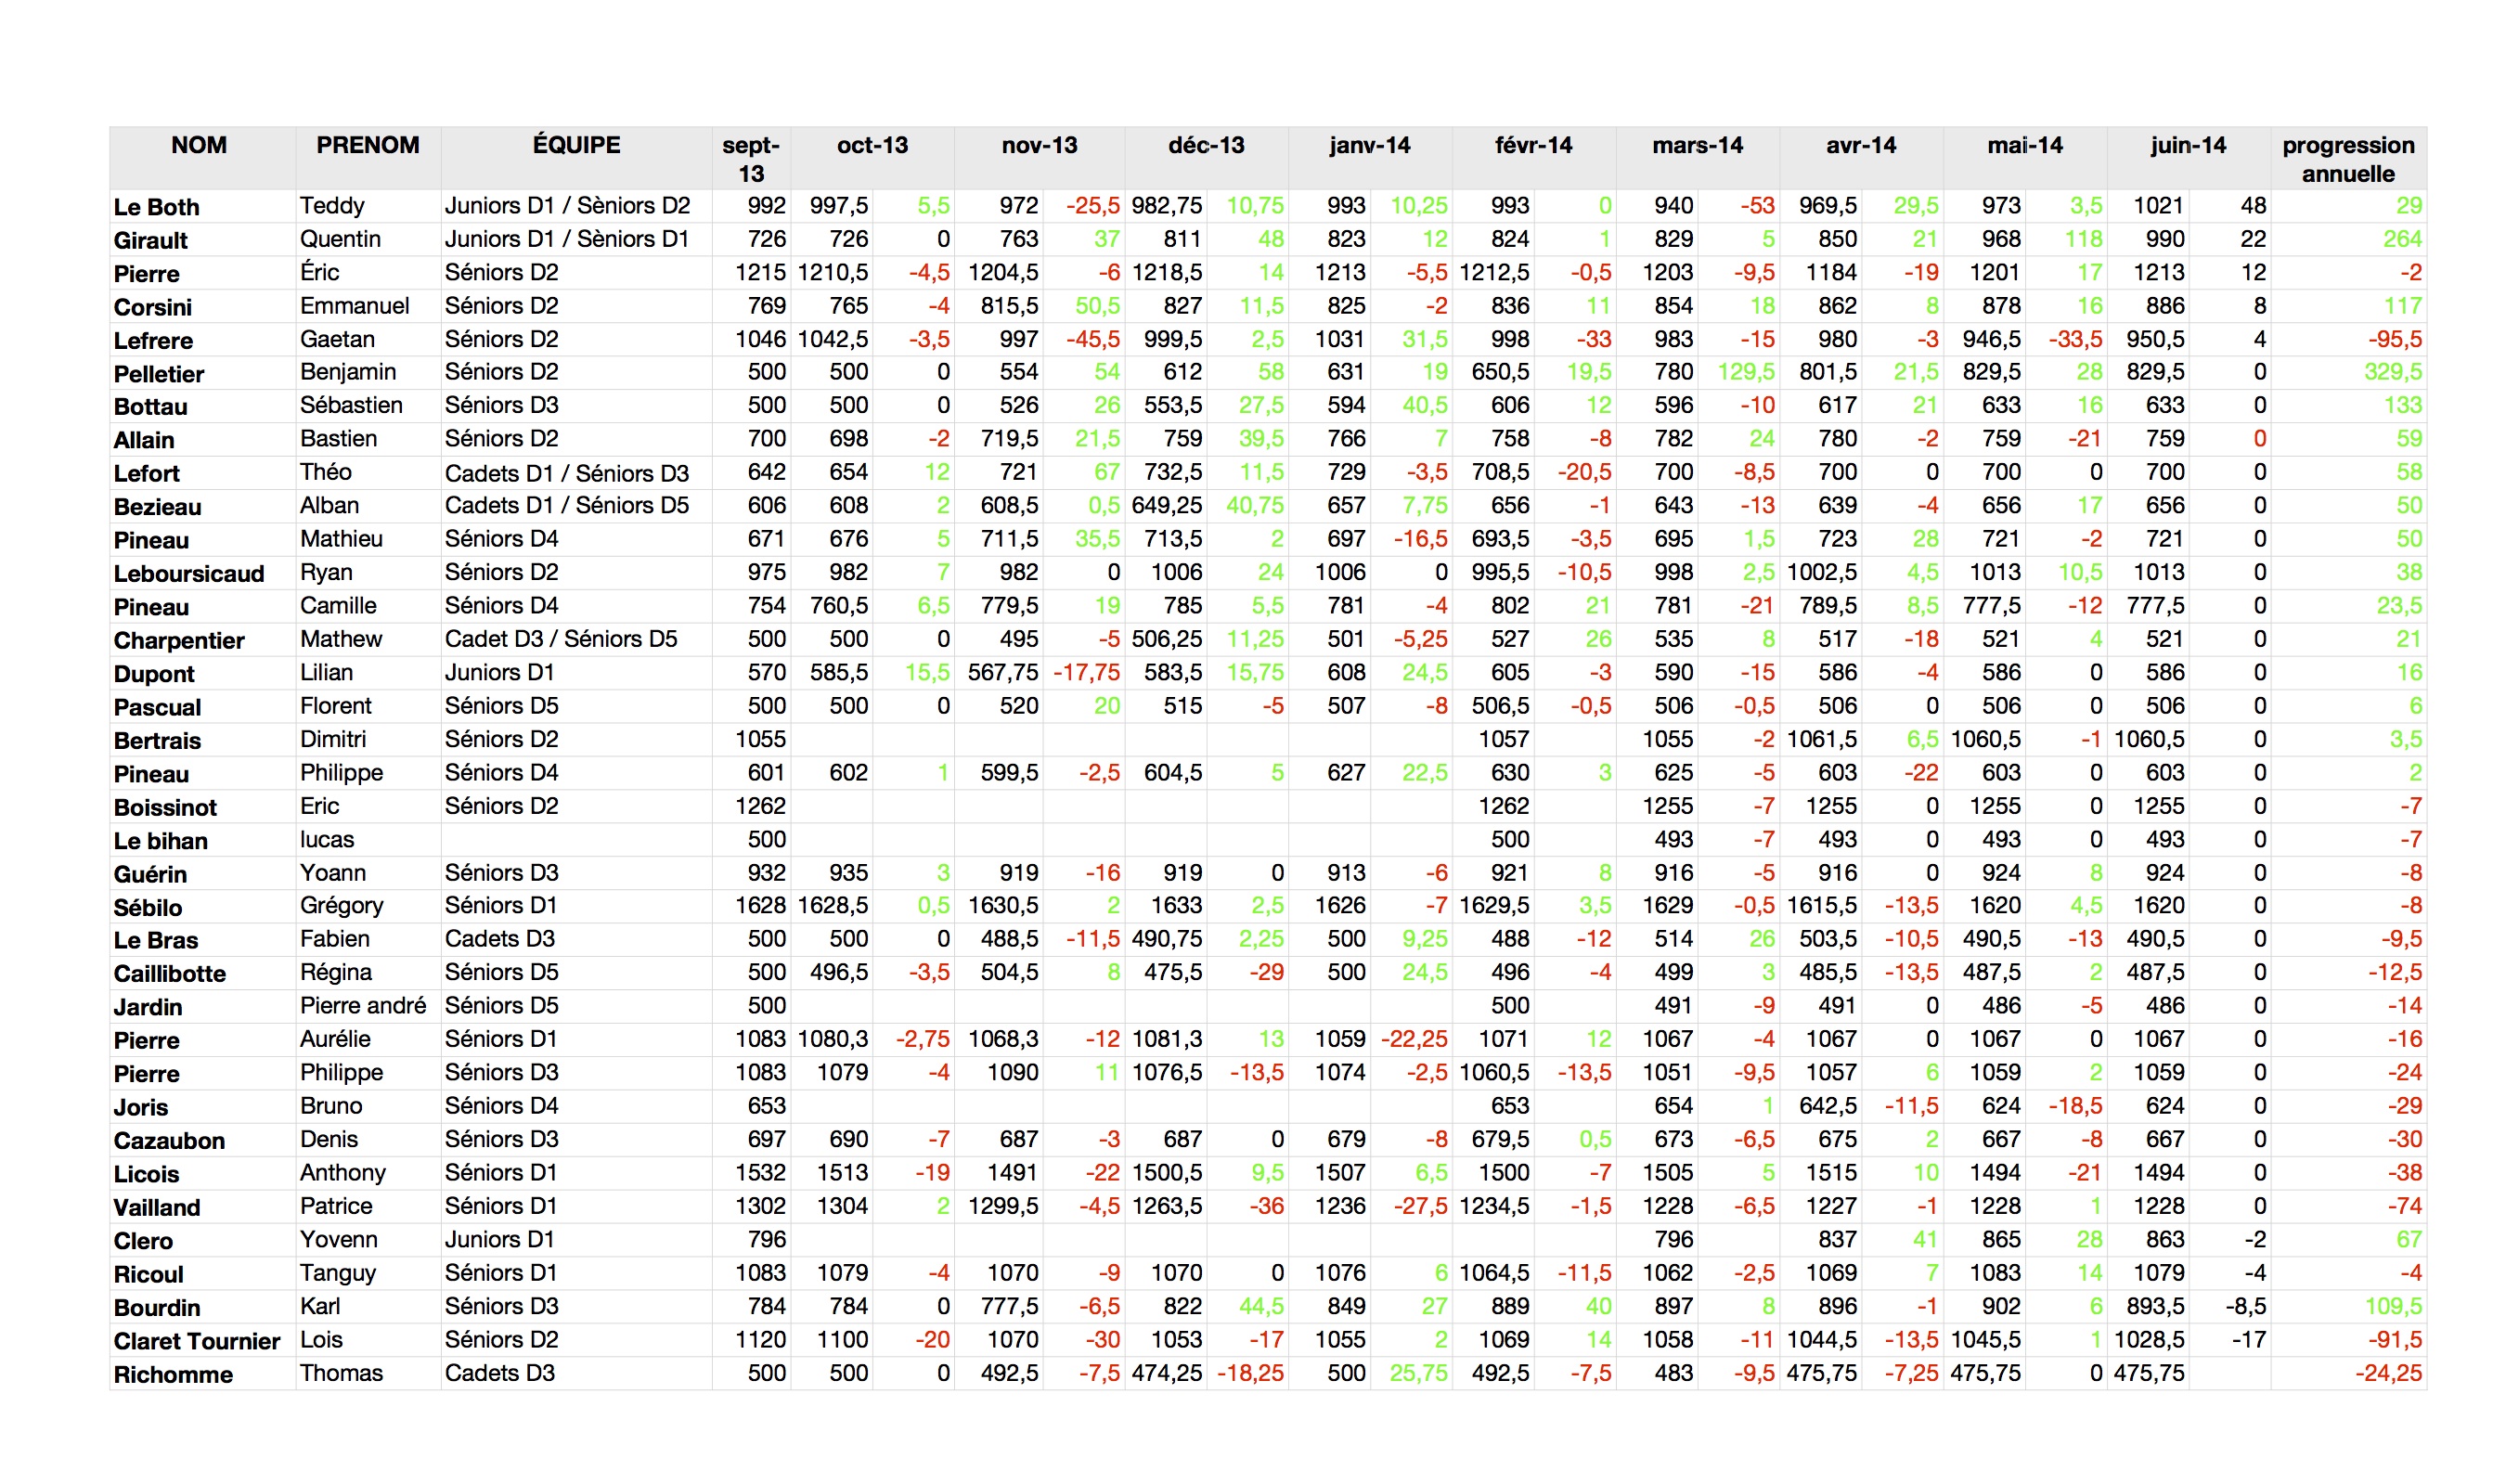 NOM PRENOM ÉQUIPE sept-13 oct-13 nov-13 déc-13 janv-14 févr-14 mars-14 avr-14 mai-14 juin-14 progression annuelle
Le Both Teddy Juniors D1 / Sèniors D2 992 997,5 5,5 972 -25,5 982,75 10,75 993 10,25 993 0 940 -53 969,5 29,5 973 3,5 1021 48 29
Girault Quentin Juniors D1 / Sèniors D1 726 726 0 763 37 811 48 823 12 824 1 829 5 850 21 968 118 990 22 264
Pierre Éric Séniors D2 1215 1210,5 -4,5 1204,5 -6 1218,5 14 1213 -5,5 1212,5 -0,5 1203 -9,5 1184 -19 1201 17 1213 12 -2
Corsini Emmanuel Séniors D2 769 765 -4 815,5 50,5 827 11,5 825 -2 836 11 854 18 862 8 878 16 886 8 117
Lefrere Gaetan Séniors D2 1046 1042,5 -3,5 997 -45,5 999,5 2,5 1031 31,5 998 -33 983 -15 980 -3 946,5 -33,5 950,5 4 -95,5
Pelletier Benjamin Séniors D2 500 500 0 554 54 612 58 631 19 650,5 19,5 780 129,5 801,5 21,5 829,5 28 829,5 0 329,5
Bottau Sébastien Séniors D3 500 500 0 526 26 553,5 27,5 594 40,5 606 12 596 -10 617 21 633 16 633 0 133
Allain Bastien Séniors D2 700 698 -2 719,5 21,5 759 39,5 766 7 758 -8 782 24 780 -2 759 -21 759 0 59
Lefort Théo Cadets D1 / Séniors D3 642 654 12 721 67 732,5 11,5 729 -3,5 708,5 -20,5 700 -8,5 700 0 700 0 700 0 58
Bezieau Alban Cadets D1 / Séniors D5 606 608 2 608,5 0,5 649,25 40,75 657 7,75 656 -1 643 -13 639 -4 656 17 656 0 50
Pineau Mathieu Séniors D4 671 676 5 711,5 35,5 713,5 2 697 -16,5 693,5 -3,5 695 1,5 723 28 721 -2 721 0 50
Leboursicaud Ryan Séniors D2 975 982 7 982 0 1006 24 1006 0 995,5 -10,5 998 2,5 1002,5 4,5 1013 10,5 1013 0 38
Pineau Camille Séniors D4 754 760,5 6,5 779,5 19 785 5,5 781 -4 802 21 781 -21 789,5 8,5 777,5 -12 777,5 0 23,5
Charpentier Mathew Cadet D3 / Séniors D5 500 500 0 495 -5 506,25 11,25 501 -5,25 527 26 535 8 517 -18 521 4 521 0 21
Dupont Lilian Juniors D1 570 585,5 15,5 567,75 -17,75 583,5 15,75 608 24,5 605 -3 590 -15 586 -4 586 0 586 0 16
Pascual Florent Séniors D5 500 500 0 520 20 515 -5 507 -8 506,5 -0,5 506 -0,5 506 0 506 0 506 0 6
Bertrais Dimitri Séniors D2 1055 1057 1055 -2 1061,5 6,5 1060,5 -1 1060,5 0 3,5
Pineau Philippe Séniors D4 601 602 1 599,5 -2,5 604,5 5 627 22,5 630 3 625 -5 603 -22 603 0 603 0 2
Boissinot Eric Séniors D2 1262 1262 1255 -7 1255 0 1255 0 1255 0 -7
Le bihan lucas 500 500 493 -7 493 0 493 0 493 0 -7
Guérin Yoann Séniors D3 932 935 3 919 -16 919 0 913 -6 921 8 916 -5 916 0 924 8 924 0 -8
Sébilo Grégory Séniors D1 1628 1628,5 0,5 1630,5 2 1633 2,5 1626 -7 1629,5 3,5 1629 -0,5 1615,5 -13,5 1620 4,5 1620 0 -8
Le Bras Fabien Cadets D3 500 500 0 488,5 -11,5 490,75 2,25 500 9,25 488 -12 514 26 503,5 -10,5 490,5 -13 490,5 0 -9,5
Caillibotte Régina Séniors D5 500 496,5 -3,5 504,5 8 475,5 -29 500 24,5 496 -4 499 3 485,5 -13,5 487,5 2 487,5 0 -12,5
Jardin Pierre andré Séniors D5 500 500 491 -9 491 0 486 -5 486 0 -14
Pierre Aurélie Séniors D1 1083 1080,3 -2,75 1068,3 -12 1081,3 13 1059 -22,25 1071 12 1067 -4 1067 0 1067 0 1067 0 -16
Pierre Philippe Séniors D3 1083 1079 -4 1090 11 1076,5 -13,5 1074 -2,5 1060,5 -13,5 1051 -9,5 1057 6 1059 2 1059 0 -24
Joris Bruno Séniors D4 653 653 654 1 642,5 -11,5 624 -18,5 624 0 -29
Cazaubon Denis Séniors D3 697 690 -7 687 -3 687 0 679 -8 679,5 0,5 673 -6,5 675 2 667 -8 667 0 -30
Licois Anthony Séniors D1 1532 1513 -19 1491 -22 1500,5 9,5 1507 6,5 1500 -7 1505 5 1515 10 1494 -21 1494 0 -38
Vailland Patrice Séniors D1 1302 1304 2 1299,5 -4,5 1263,5 -36 1236 -27,5 1234,5 -1,5 1228 -6,5 1227 -1 1228 1 1228 0 -74
Clero Yovenn Juniors D1 796 796 837 41 865 28 863 -2 67
Ricoul Tanguy Séniors D1 1083 1079 -4 1070 -9 1070 0 1076 6 1064,5 -11,5 1062 -2,5 1069 7 1083 14 1079 -4 -4
Bourdin Karl Séniors D3 784 784 0 777,5 -6,5 822 44,5 849 27 889 40 897 8 896 -1 902 6 893,5 -8,5 109,5
Claret Tournier Lois Séniors D2 1120 1100 -20 1070 -30 1053 -17 1055 2 1069 14 1058 -11 1044,5 -13,5 1045,5 1 1028,5 -17 -91,5
Richomme Thomas Cadets D3 500 500 0 492,5 -7,5 474,25 -18,25 500 25,75 492,5 -7,5 483 -9,5 475,75 -7,25 475,75 0 475,75 -24,25